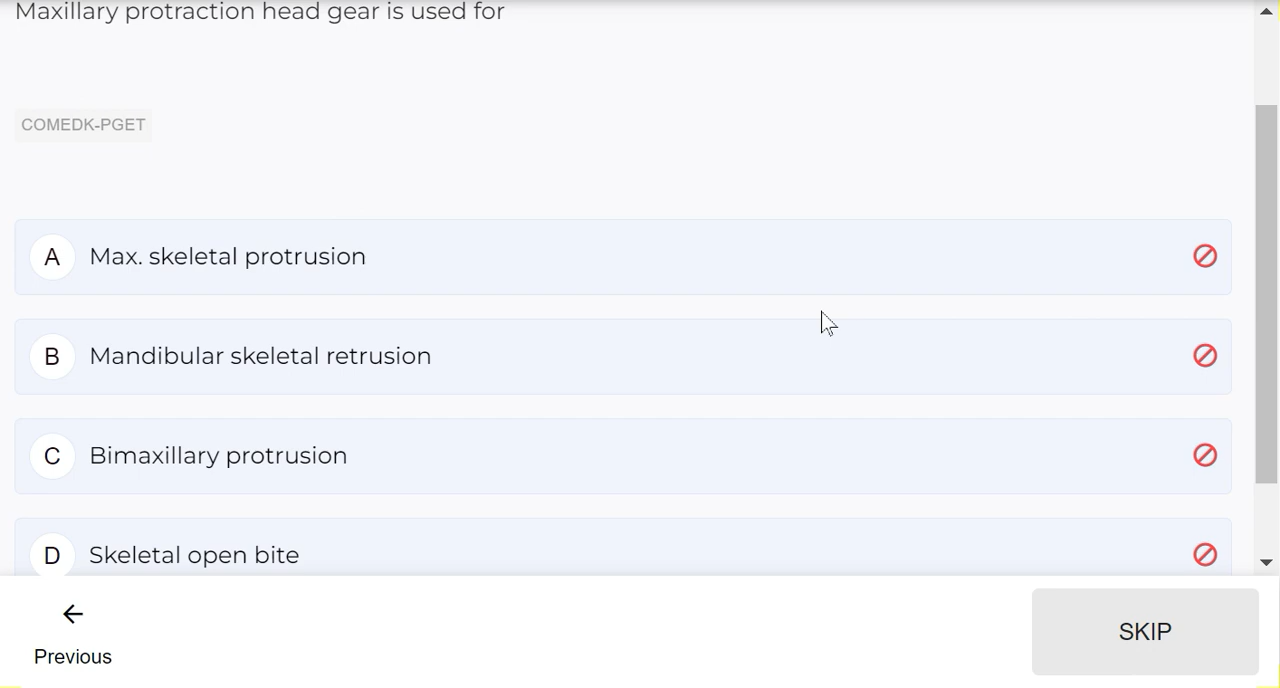 Maxillary protraction head gear is used for
COMEDK-PGET
A Max. skeletal protrusion
B Mandibular skeletal retrusion
C Bimaxillary protrusion
D Skeletal open bite
Previous
SKIP